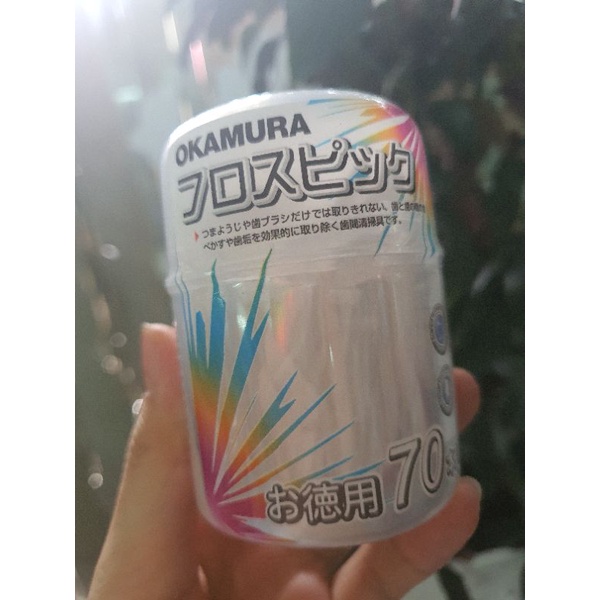 OKAMURA
フロスピック
つまようじや歯ブラシだけでは取りきれない、歯と歯の
べかすや歯垢を効果的に取り除く歯間清掃具です。
お徳用 70